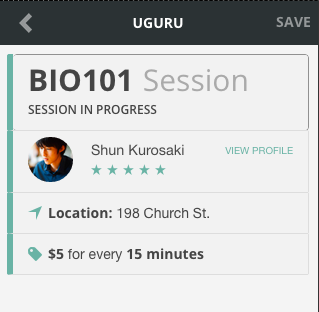 UGURU SAVE
BIO101 Session
SESSION IN PROGRESS
Shun Kurosaki VIEW PROFILE
Location: 198 Church St.
$5 for every 15 minutes